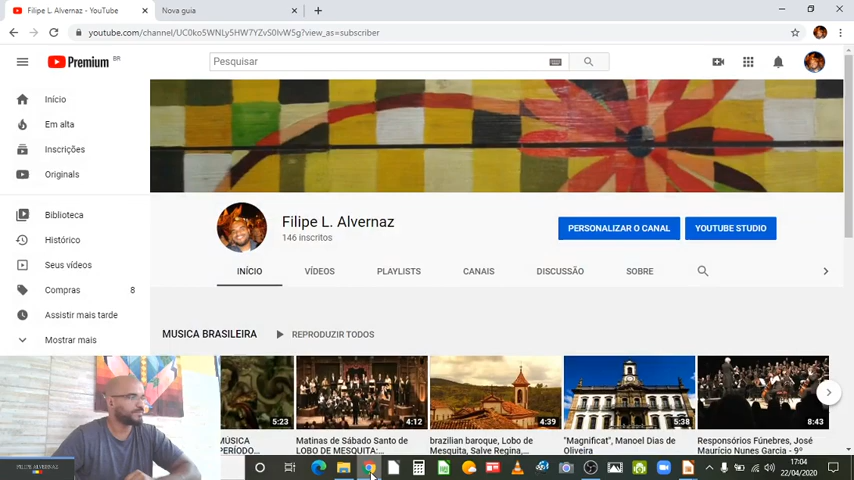 Filipe L. Alvernaz - YouTube
Nova guia
youtube.com/channel/UC0ko5WNLy5HW7YZvS0IvW5g?view_as=subscriber
Premium BR
Pesquisar
Início
Em alta
Inscrições
Originals
Biblioteca
Histórico
Seus vídeos
Compras 8
Assistir mais tarde
Mostrar mais
Filipe L. Alvernaz
146 inscritos
PERSONALIZAR O CANAL
YOUTUBE STUDIO
INÍCIO VÍDEOS PLAYLISTS CANAIS DISCUSSÃO SOBRE
MUSICA BRASILEIRA
REPRODUZIR TODOS
5:23 4:12 4:39 5:38 8:43
MÚSICA
PERÍODO...
Matinas de Sábado Santo de
LOBO DE MESQUITA:...
brazilian baroque, Lobo de
Mesquita, Salve Regina,
"Magnificat", Manoel Dias de
Oliveira
Responsórios Fúnebres, José
Maurício Nunes Garcia - 9º
FILIPE ALVERNAZ
17:04
22/04/2020